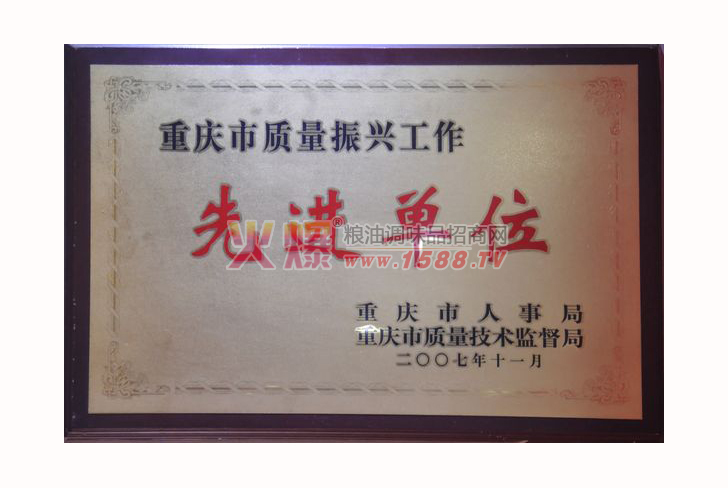 重庆市质量振兴工作
先进单位
火爆®粮油调味品招商网
www.1588.TV
重庆市人事局
重庆市质量技术监督局
二〇〇七年十一月